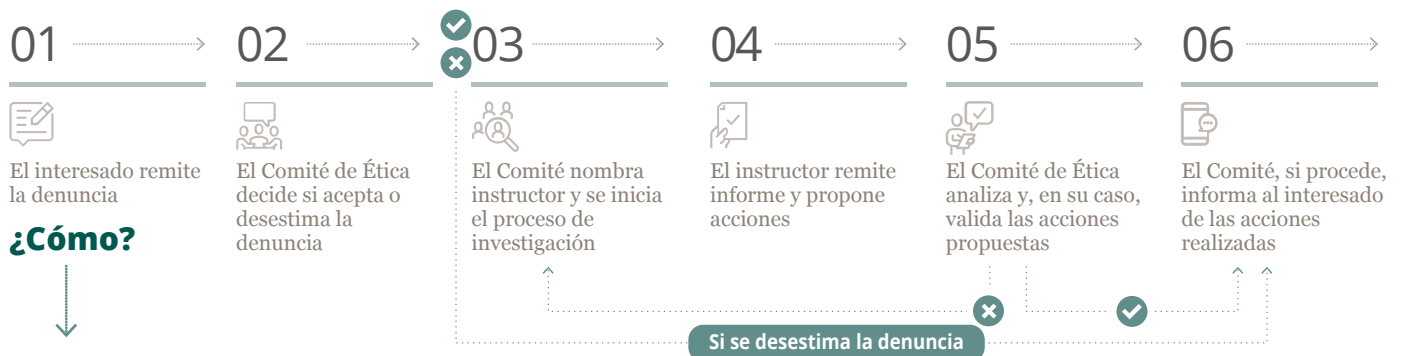 01
02
03
04
05
06
El interesado remite
la denuncia
¿Cómo?
El Comité de Ética
decide si acepta o
desestima la
denuncia
El Comité nombra
instructor y se inicia
el proceso de
investigación
El instructor remite
informe y propone
acciones
El Comité de Ética
analiza y, en su caso,
valida las acciones
propuestas
El Comité, si procede,
informa al interesado
de las acciones
realizadas
Si se desestima la denuncia